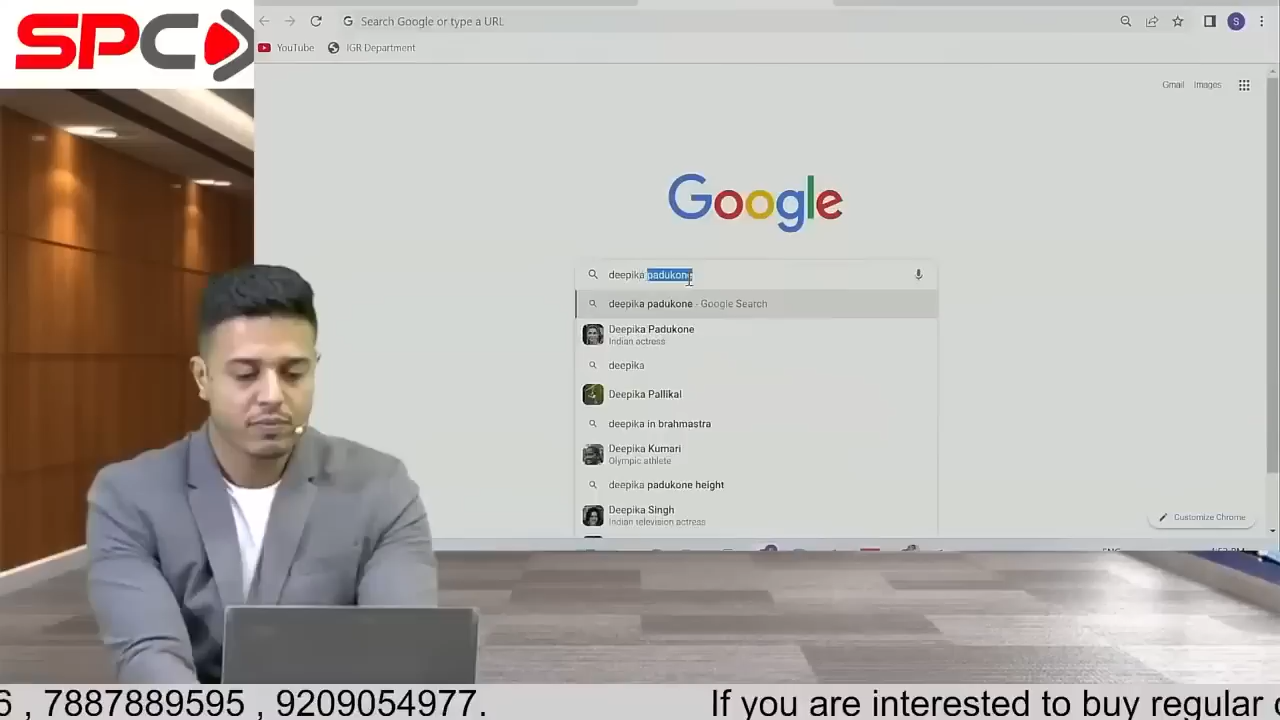 SPC
Search Google or type a URL
S
YouTube
IGR Department
Gmail
Images
Google
deepika padukone
deepika padukone - Google Search
Deepika Padukone
Indian actress
deepika
Deepika Pallikal
deepika in brahmastra
Deepika Kumari
Olympic athlete
deepika padukone height
Deepika Singh
Indian television actress
Customize Chrome
ENG
6 , 7887889595 , 9209054977. If you are interested to buy regular